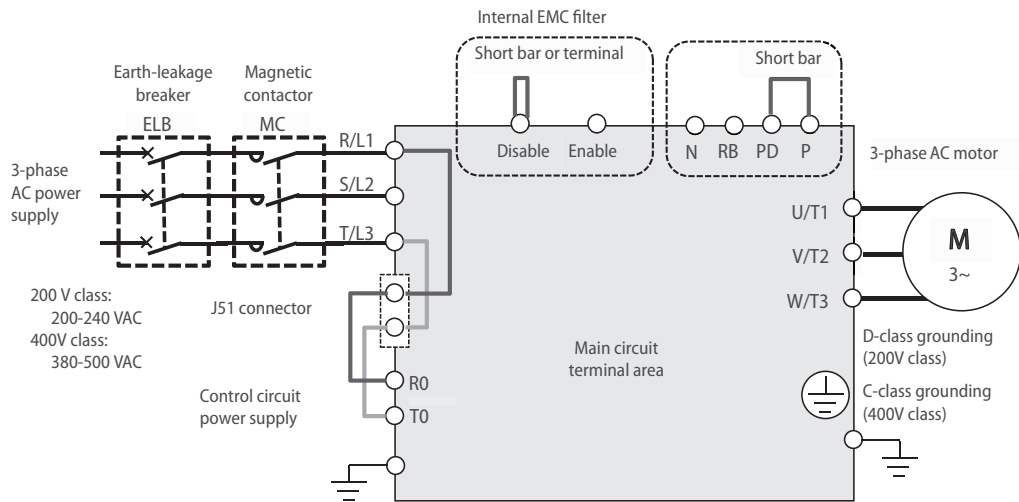 Internal EMC filter
Short bar or terminal
Short bar
Earth-leakage
breaker
ELB
Magnetic
contactor
MC
R/L1
Disable
Enable
N
RB
PD
P
3-phase AC motor
3-phase
AC power
supply
S/L2
T/L3
U/T1
V/T2
W/T3
M
3~
200 V class:
200-240 VAC
400V class:
380-500 VAC
J51 connector
Main circuit
terminal area
D-class grounding
(200V class)
C-class grounding
(400V class)
Control circuit
power supply
R0
T0